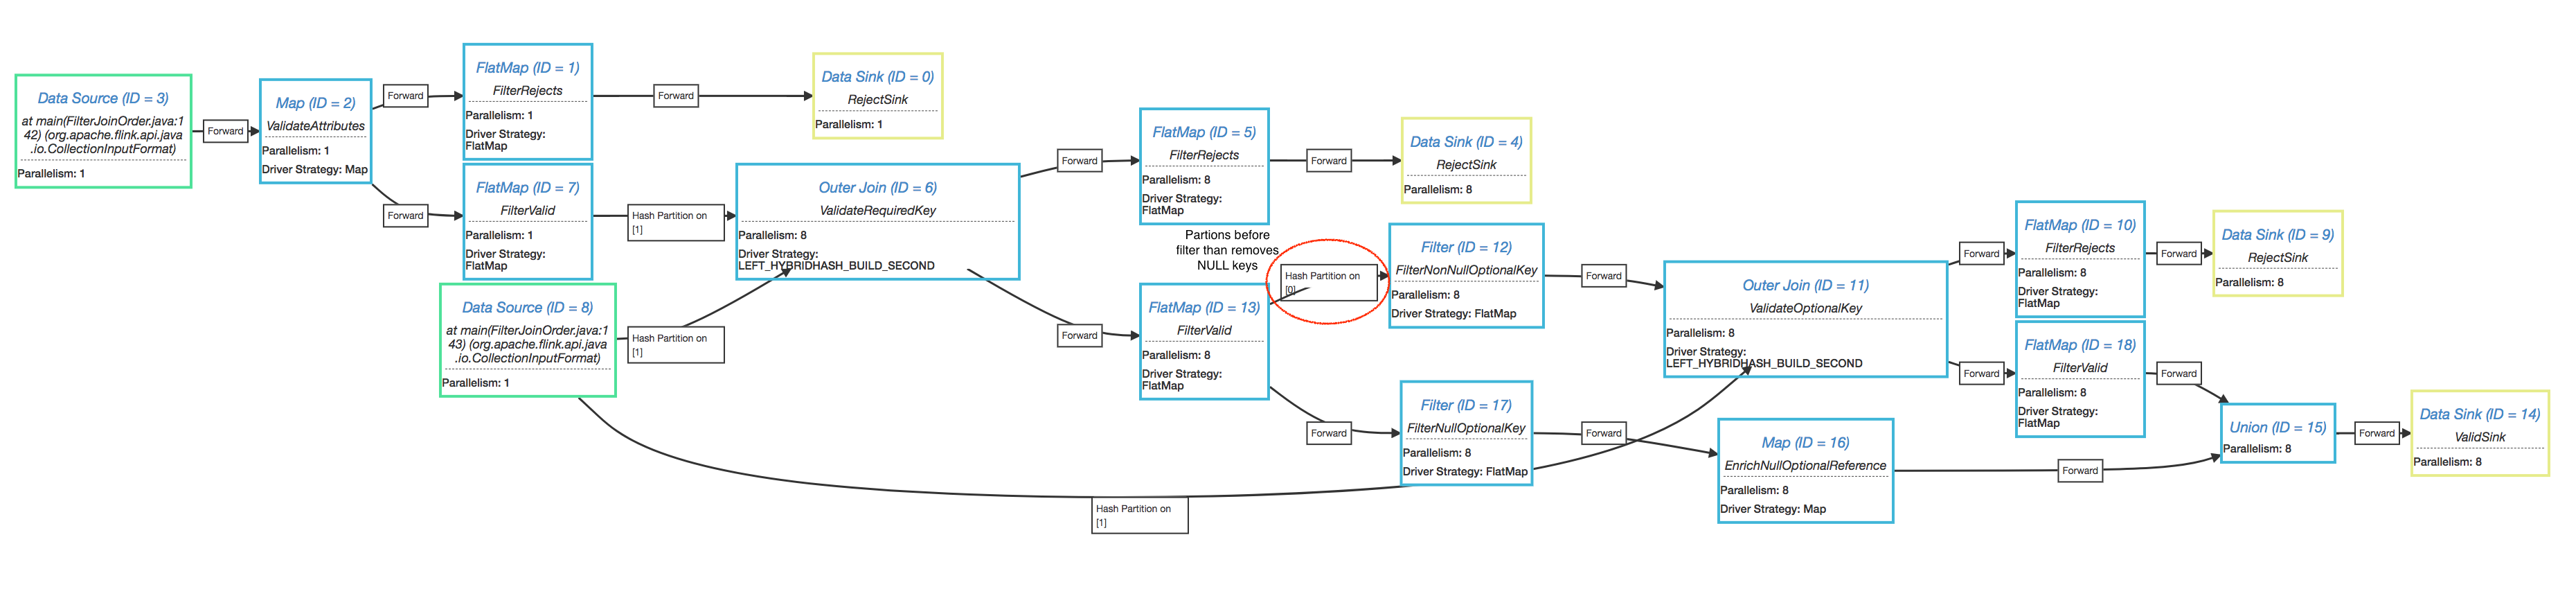 Data Source (ID = 3)
at main(FilterJoinOrder.java:1
42) (org.apache.flink.api.java
.io.CollectionInputFormat)
Parallelism: 1
Forward
Map (ID = 2)
ValidateAttributes
Parallelism: 1
Driver Strategy: Map
Forward
Forward
FlatMap (ID = 1)
FilterRejects
Parallelism: 1
Driver Strategy:
FlatMap
Forward
Data Sink (ID = 0)
RejectSink
Parallelism: 1
FlatMap (ID = 7)
FilterValid
Parallelism: 1
Driver Strategy:
FlatMap
Hash Partition on
[1]
Data Source (ID = 8)
at main(FilterJoinOrder.java:1
43) (org.apache.flink.api.java
.io.CollectionInputFormat)
Parallelism: 1
Hash Partition on
[1]
Outer Join (ID = 6)
ValidateRequiredKey
Parallelism: 8
Driver Strategy:
LEFT_HYBRIDHASH_BUILD_SECOND
Forward
Forward
FlatMap (ID = 5)
FilterRejects
Parallelism: 8
Driver Strategy:
FlatMap
Forward
Data Sink (ID = 4)
RejectSink
Parallelism: 8
Partions before
filter than removes
NULL keys
FlatMap (ID = 13)
FilterValid
Parallelism: 8
Driver Strategy:
FlatMap
Hash Partition on
[0]
Forward
Hash Partition on
[1]
Filter (ID = 12)
FilterNonNullOptionalKey
Parallelism: 8
Driver Strategy: FlatMap
Forward
Filter (ID = 17)
FilterNullOptionalKey
Parallelism: 8
Driver Strategy: FlatMap
Forward
Outer Join (ID = 11)
ValidateOptionalKey
Parallelism: 8
Driver Strategy:
LEFT_HYBRIDHASH_BUILD_SECOND
Map (ID = 16)
EnrichNullOptionalReference
Parallelism: 8
Driver Strategy: Map
Forward
Forward
Forward
FlatMap (ID = 10)
FilterRejects
Parallelism: 8
Driver Strategy:
FlatMap
Forward
Data Sink (ID = 9)
RejectSink
Parallelism: 8
FlatMap (ID = 18)
FilterValid
Parallelism: 8
Driver Strategy:
FlatMap
Forward
Union (ID = 15)
Parallelism: 8
Forward
Data Sink (ID = 14)
ValidSink
Parallelism: 8